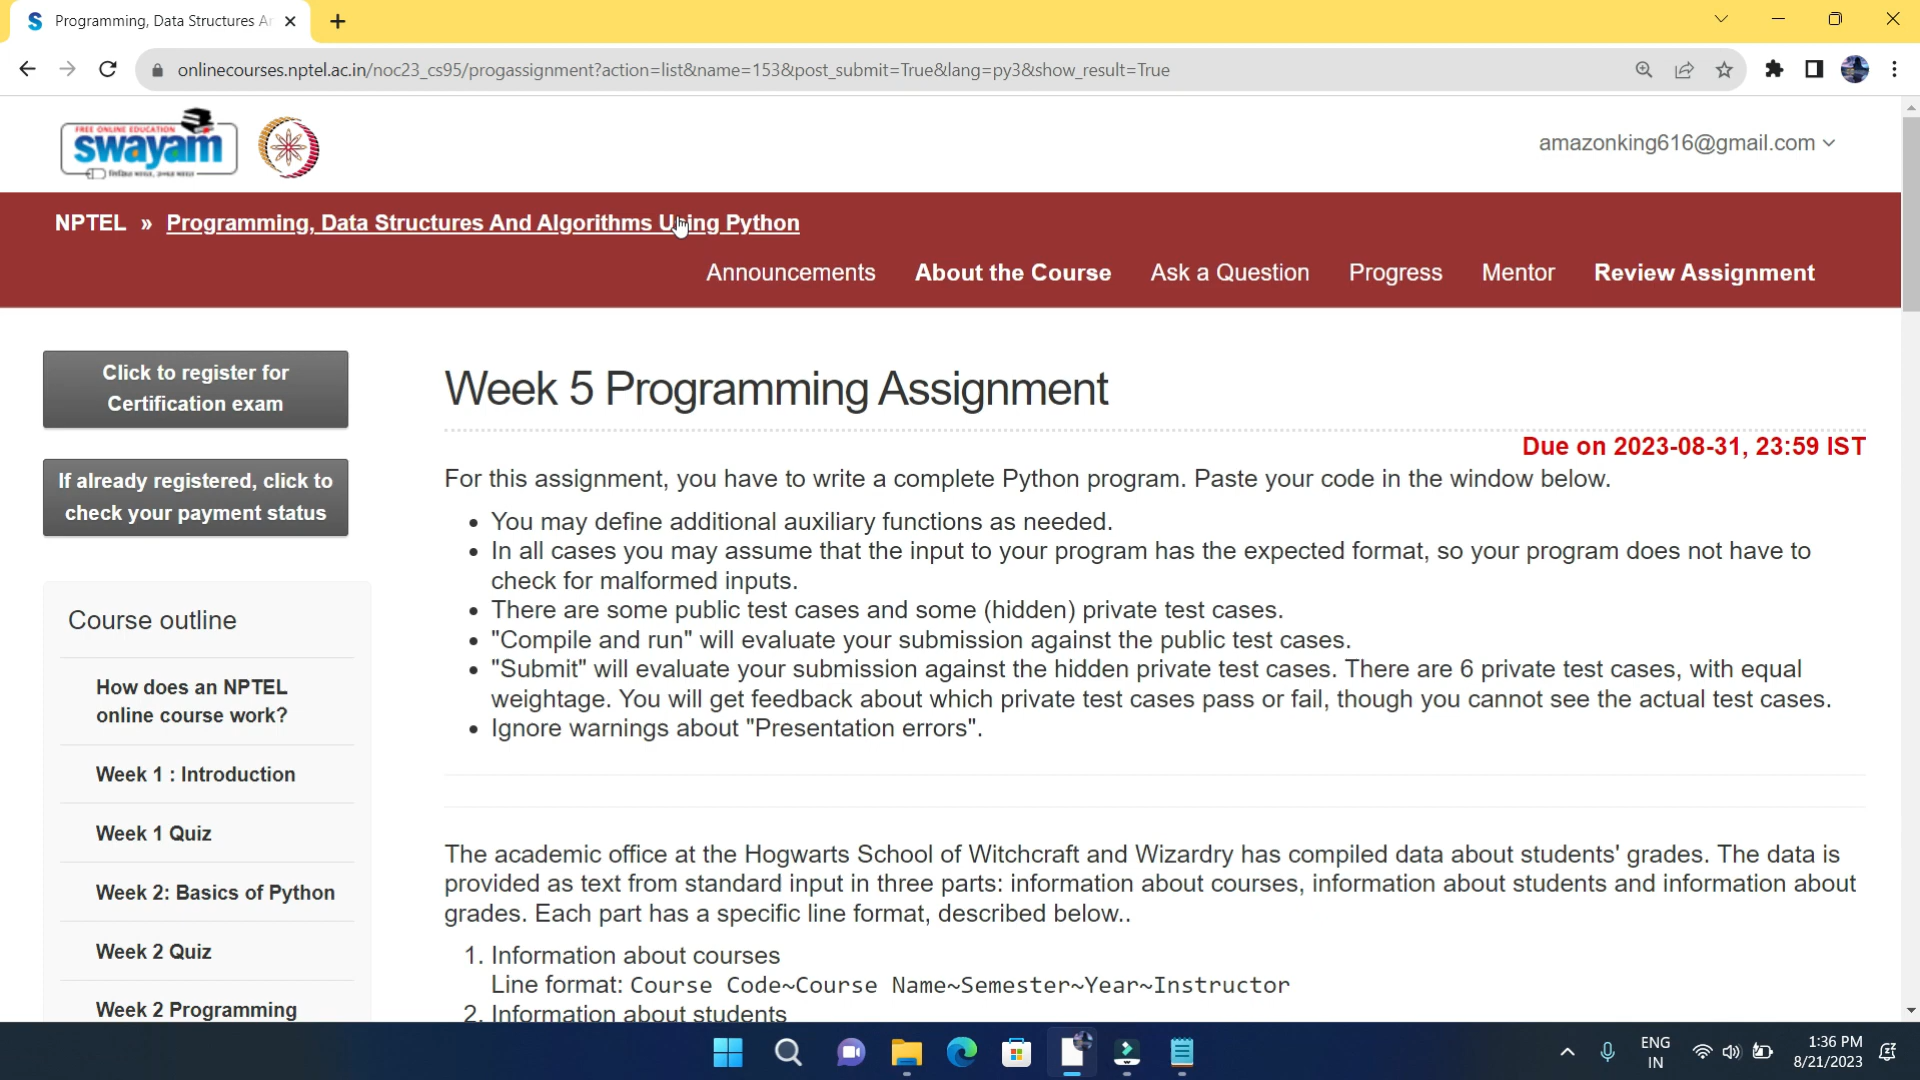 Programming, Data Structures Ar
onlinecourses.nptel.ac.in/noc23_cs95/progassignment?action=list&name=153&post_submit=True&lang=py3&show_result=True
FREE ONLINE EDUCATION
swayam
amazonking616@gmail.com
NPTEL » Programming, Data Structures And Algorithms Using Python
Announcements About the Course Ask a Question Progress Mentor Review Assignment
Click to register for
Certification exam
If already registered, click to
check your payment status
Course outline
How does an NPTEL
online course work?
Week 1 : Introduction
Week 1 Quiz
Week 2: Basics of Python
Week 2 Quiz
Week 2 Programming
Week 5 Programming Assignment
Due on 2023-08-31, 23:59 IST
For this assignment, you have to write a complete Python program. Paste your code in the window below.
• You may define additional auxiliary functions as needed.
• In all cases you may assume that the input to your program has the expected format, so your program does not have to
check for malformed inputs.
• There are some public test cases and some (hidden) private test cases.
• "Compile and run" will evaluate your submission against the public test cases.
• "Submit" will evaluate your submission against the hidden private test cases. There are 6 private test cases, with equal
weightage. You will get feedback about which private test cases pass or fail, though you cannot see the actual test cases.
• Ignore warnings about "Presentation errors".
The academic office at the Hogwarts School of Witchcraft and Wizardry has compiled data about students' grades. The data is
provided as text from standard input in three parts: information about courses, information about students and information about
grades. Each part has a specific line format, described below..
1. Information about courses
Line format: Course Code~Course Name~Semester~Year~Instructor
2. Information about students
ENG
IN
1:36 PM
8/21/2023